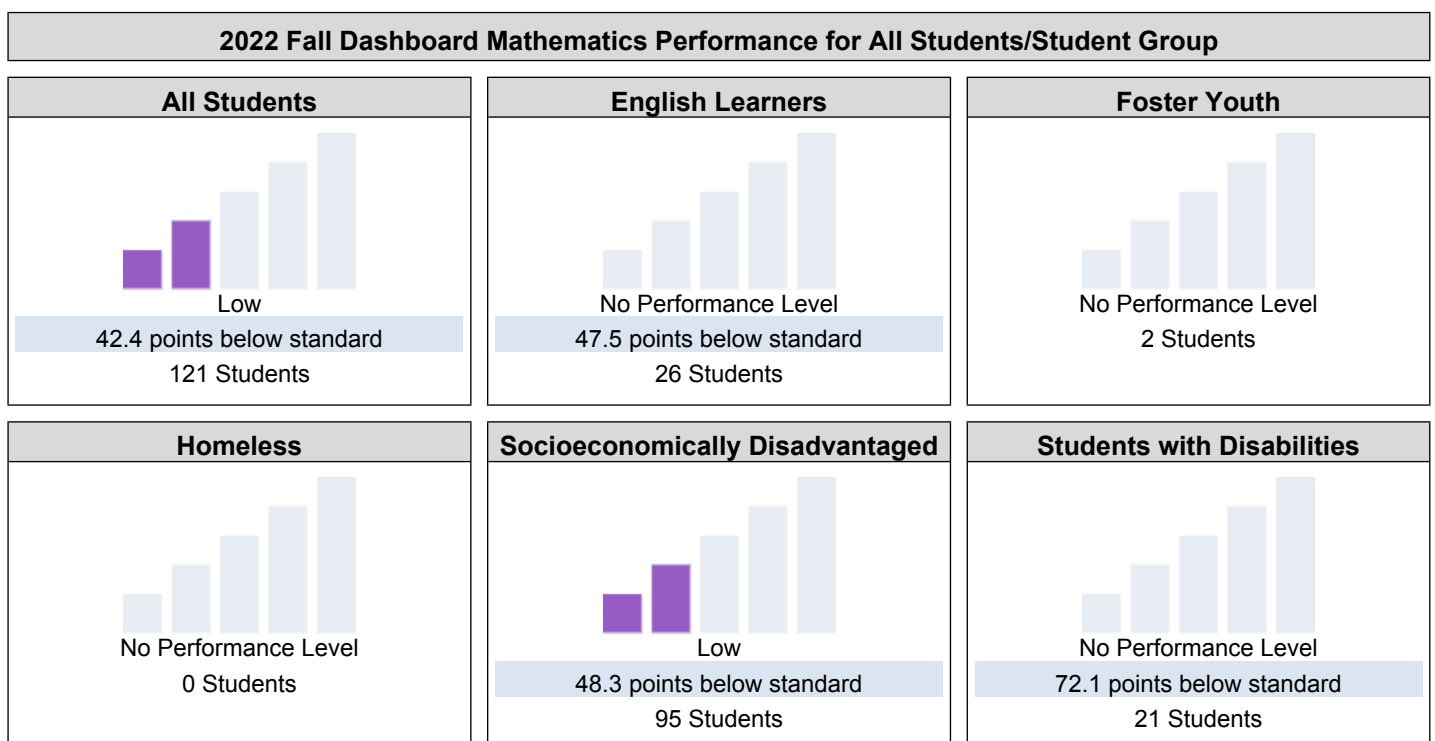 2022 Fall Dashboard Mathematics Performance for All Students/Student Group
All Students
Low
42.4 points below standard
121 Students
English Learners
No Performance Level
47.5 points below standard
26 Students
Foster Youth
No Performance Level
2 Students
Homeless
No Performance Level
0 Students
Socioeconomically Disadvantaged
Low
48.3 points below standard
95 Students
Students with Disabilities
No Performance Level
72.1 points below standard
21 Students